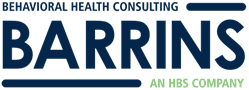 BEHAVIORAL HEALTH CONSULTING
BARRINS
AN HBS COMPANY